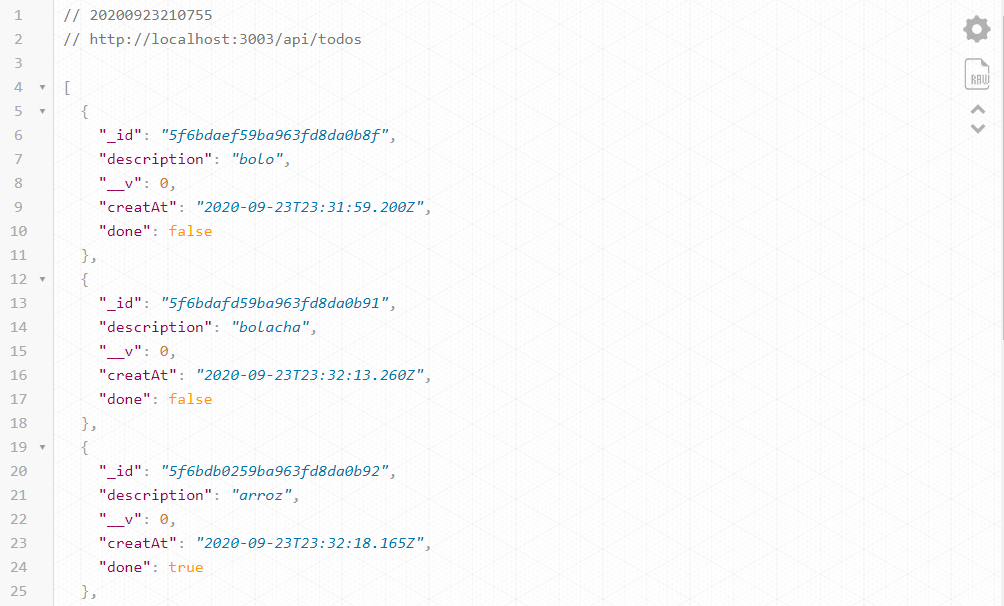 1 // 20200923210755
2 // http://localhost:3003/api/todos
3
4 [
5 {
6 "_id": "5f6bdaef59ba963fd8da0b8f",
7 "description": "bolo",
8 "__v": 0,
9 "creatAt": "2020-09-23T23:31:59.200Z",
10 "done": false
11 },
12 {
13 "_id": "5f6bdafd59ba963fd8da0b91",
14 "description": "bolacha",
15 "__v": 0,
16 "creatAt": "2020-09-23T23:32:13.260Z",
17 "done": false
18 },
19 {
20 "_id": "5f6bdb0259ba963fd8da0b92",
21 "description": "arroz",
22 "__v": 0,
23 "creatAt": "2020-09-23T23:32:18.165Z",
24 "done": true
25 },
RAW